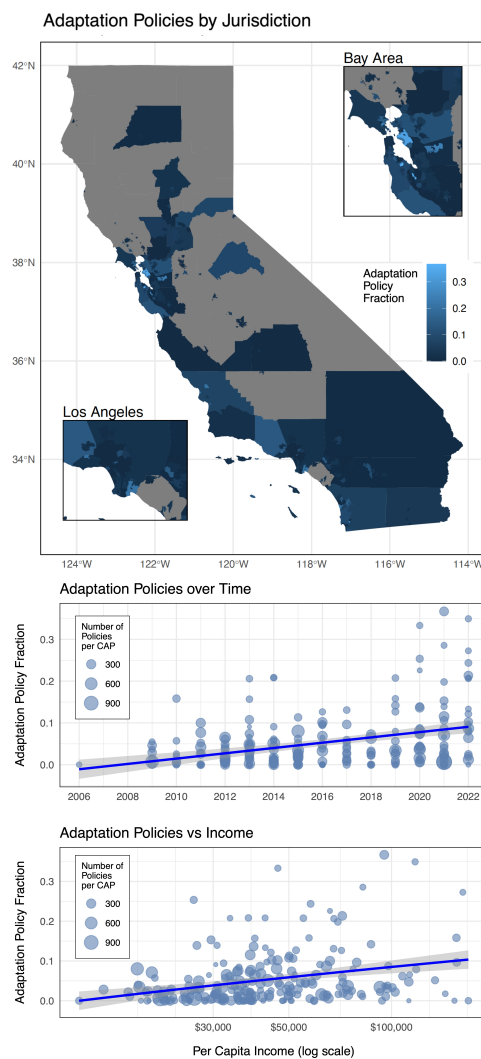 Adaptation Policies by Jurisdiction
Bay Area
42°N
40°N
38°N
36°N
34°N
Adaptation
Policy
Fraction
0.3
0.2
0.1
0.0
Los Angeles
124°W
122°W
120°W
118°W
116°W
114°W
Adaptation Policies over Time
Adaptation Policy Fraction
Number of
Policies
per CAP
300
600
900
0.3
0.2
0.1
0.0
2006
2008
2010
2012
2014
2016
2018
2020
2022
Adaptation Policies vs Income
Adaptation Policy Fraction
Number of
Policies
per CAP
300
600
900
0.3
0.2
0.1
0.0
$30,000
$50,000
$100,000
Per Capita Income (log scale)